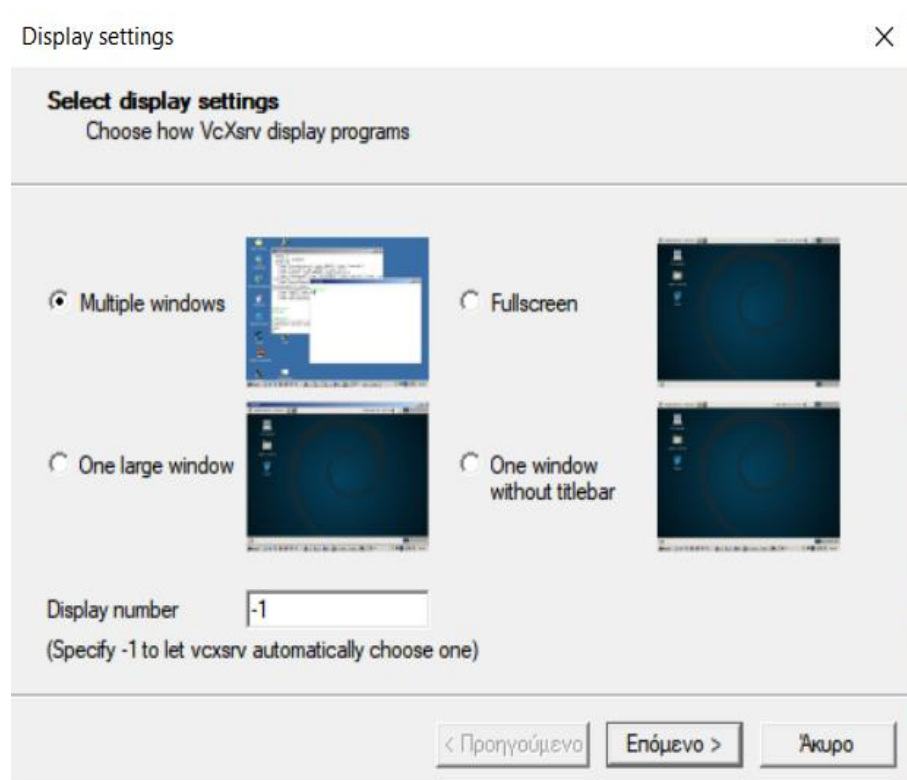 Display settings
Select display settings
Choose how VcXsrv display programs
Multiple windows
Fullscreen
One large window
One window
without titlebar
Display number
-1
(Specify -1 to let vcxsrv automatically choose one)
< Προηγούμενο
Επόμενο >
Άκυρο